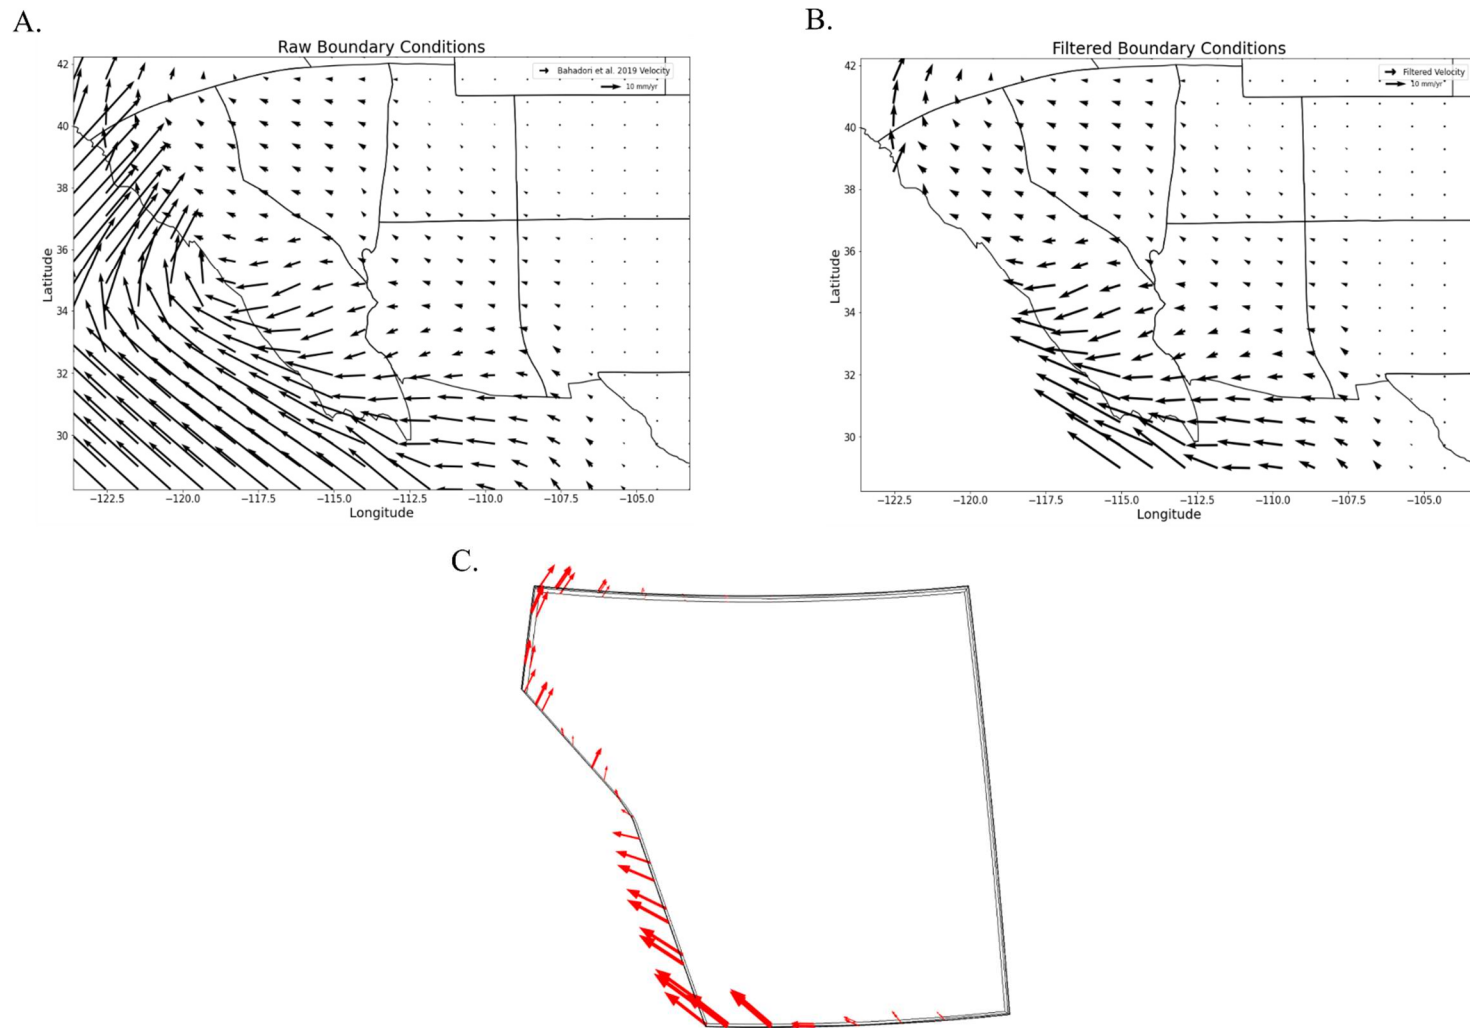 A.
Raw Boundary Conditions
Bahadori et al. 2019 Velocity
10 mm/yr
42
40
38
36
34
32
30
Latitude
−122.5 −120.0 −117.5 −115.0 −112.5 −110.0 −107.5 −105.0
Longitude
B.
Filtered Boundary Conditions
Filtered Velocity
10 mm/yr
42
40
38
36
34
32
30
Latitude
−122.5 −120.0 −117.5 −115.0 −112.5 −110.0 −107.5 −105.0
Longitude
C.